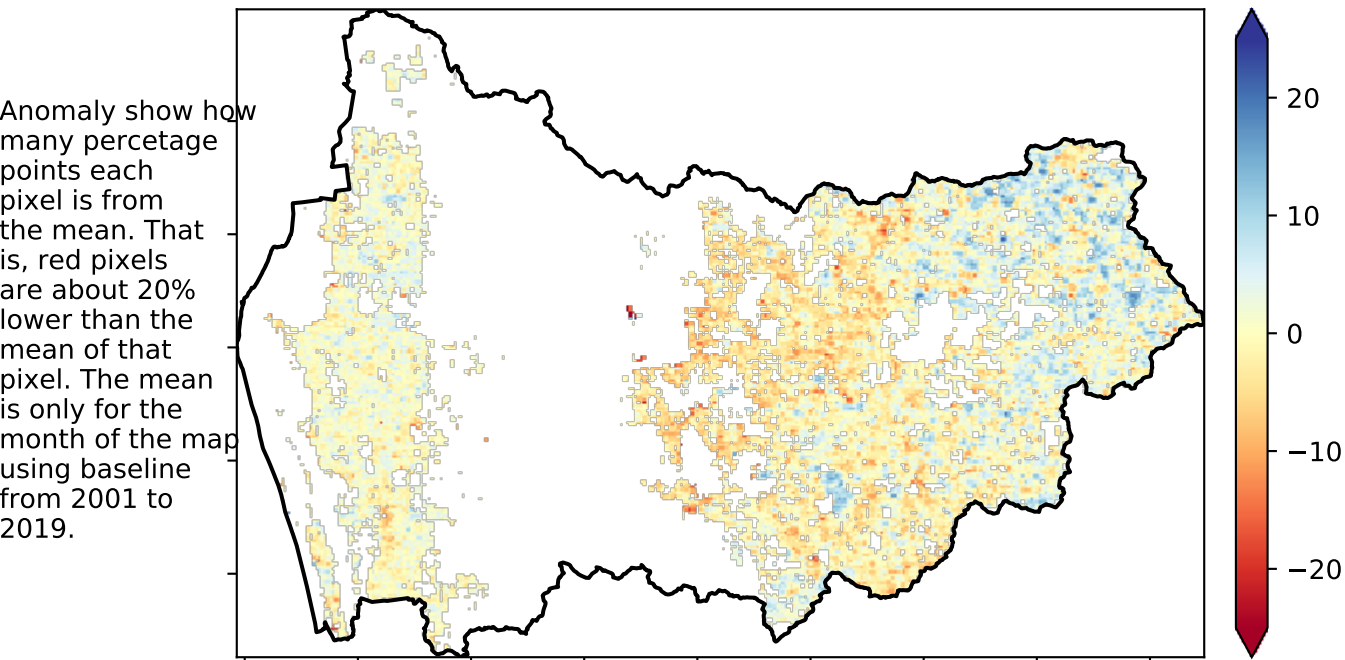 Anomaly show how
many percetage
points each
pixel is from
the mean. That
is, red pixels
are about 20%
lower than the
mean of that
pixel. The mean
is only for the
month of the map
using baseline
from 2001 to
2019.
20
10
0
−10
−20